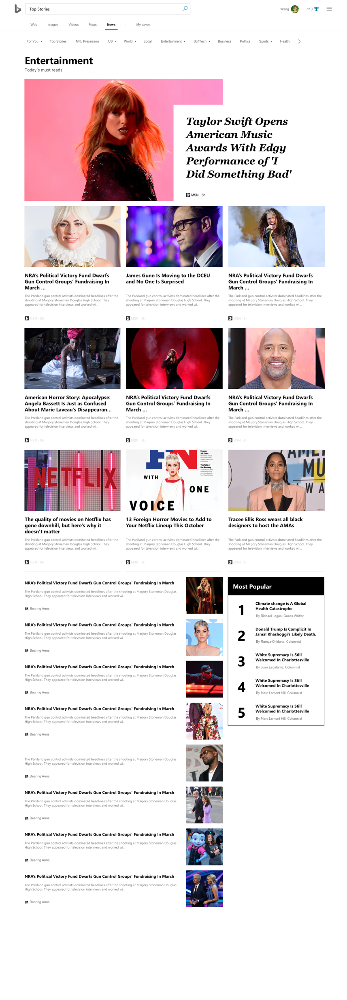 Top Stories
Wang
110
Web Images Videos Maps News | My saves
For You Top Stories NFL Preseason US World Local Entertainment Sci\Tech Business Politics Sports Health
Entertainment
Today's must reads
Taylor Swift Opens
American Music
Awards With Edgy
Performance of 'I
Did Something Bad'
MSN · 8h
NRA's Political Victory Fund Dwarfs
Gun Control Groups' Fundraising In
March ...
The Parkland gun control activists dominated headlines after the
shooting at Marjory Stoneman Douglas High School. They
appeared for television interviews and worked wi...
MSN · 8h
James Gunn Is Moving to the DCEU
and No One Is Surprised
The Parkland gun control activists dominated headlines after the
shooting at Marjory Stoneman Douglas High School. They
appeared for television interviews and worked wi...
MSN · 8h
NRA's Political Victory Fund Dwarfs
Gun Control Groups' Fundraising In
March ...
The Parkland gun control activists dominated headlines after the
shooting at Marjory Stoneman Douglas High School. They
appeared for television interviews and worked wi...
MSN · 8h
American Horror Story: Apocalypse:
Angela Bassett Is Just as Confused
About Marie Laveau's Disappearan...
The Parkland gun control activists dominated headlines after the
shooting at Marjory Stoneman Douglas High School. They
appeared for television interviews and worked wi...
MSN · 8h
NRA's Political Victory Fund Dwarfs
Gun Control Groups' Fundraising In
March ...
The Parkland gun control activists dominated headlines after the
shooting at Marjory Stoneman Douglas High School. They
appeared for television interviews and worked wi...
MSN · 8h
NRA's Political Victory Fund Dwarfs
Gun Control Groups' Fundraising In
March ...
The Parkland gun control activists dominated headlines after the
shooting at Marjory Stoneman Douglas High School. They
appeared for television interviews and worked wi...
MSN · 8h
NETFLIX
The quality of movies on Netflix has
gone downhill, but here's why it
doesn't matter
The Parkland gun control activists dominated headlines after the
shooting at Marjory Stoneman Douglas High School. They
appeared for television interviews and worked wi...
MSN · 8h
FN
Fromm
All Sides
The Talk of
the Runway
WITH
ONE
VOICE
13 Foreign Horror Movies to Add to
Your Netflix Lineup This October
The Parkland gun control activists dominated headlines after the
shooting at Marjory Stoneman Douglas High School. They
appeared for television interviews and worked wi...
MSN · 8h
AME
MU
AWA
Tracee Ellis Ross wears all black
designers to host the AMAs
The Parkland gun control activists dominated headlines after the
shooting at Marjory Stoneman Douglas High School. They
appeared for television interviews and worked wi...
MSN · 8h
NRA's Political Victory Fund Dwarfs Gun Control Groups' Fundraising In March
The Parkland gun control activists dominated headlines after the shooting at Marjory Stoneman Douglas
High School. They appeared for television interviews and worked wi...
BA Bearing Arms
NRA's Political Victory Fund Dwarfs Gun Control Groups' Fundraising In March
The Parkland gun control activists dominated headlines after the shooting at Marjory Stoneman Douglas
High School. They appeared for television interviews and worked wi...
BA Bearing Arms
NRA's Political Victory Fund Dwarfs Gun Control Groups' Fundraising In March
The Parkland gun control activists dominated headlines after the shooting at Marjory Stoneman Douglas
High School. They appeared for television interviews and worked wi...
BA Bearing Arms
NRA's Political Victory Fund Dwarfs Gun Control Groups' Fundraising In March
The Parkland gun control activists dominated headlines after the shooting at Marjory Stoneman Douglas
High School. They appeared for television interviews and worked wi...
BA Bearing Arms
abc
The Parkland gun control activists dominated headlines after the shooting at Marjory Stoneman Douglas
High School. They appeared for television interviews and worked wi...
BA Bearing Arms
NRA's Political Victory Fund Dwarfs Gun Control Groups' Fundraising In March
The Parkland gun control activists dominated headlines after the shooting at Marjory Stoneman Douglas
High School. They appeared for television interviews and worked wi...
BA Bearing Arms
NRA's Political Victory Fund Dwarfs Gun Control Groups' Fundraising In March
The Parkland gun control activists dominated headlines after the shooting at Marjory Stoneman Douglas
High School. They appeared for television interviews and worked wi...
BA Bearing Arms
NRA's Political Victory Fund Dwarfs Gun Control Groups' Fundraising In March
The Parkland gun control activists dominated headlines after the shooting at Marjory Stoneman Douglas
High School. They appeared for television interviews and worked wi...
BA Bearing Arms
Most Popular
1
Climate change is A Global
Health Catastrophe
By Richael Lagos, Guess Writter
2
Donald Trump Is Complicit In
Jamal Khashoggi's Likely Death.
By Ramya Chidana, Columnist
3
White Supremacy Is Still
Welcomed In Charlottesville
By Juan Escalante, Columnist
4
White Supremacy Is Still
Welcomed In Charlottesville
By Marc Lamont Hill, Columnist
5
White Supremacy Is Still
Welcomed In Charlottesville
By Marc Lamont Hill, Columnist